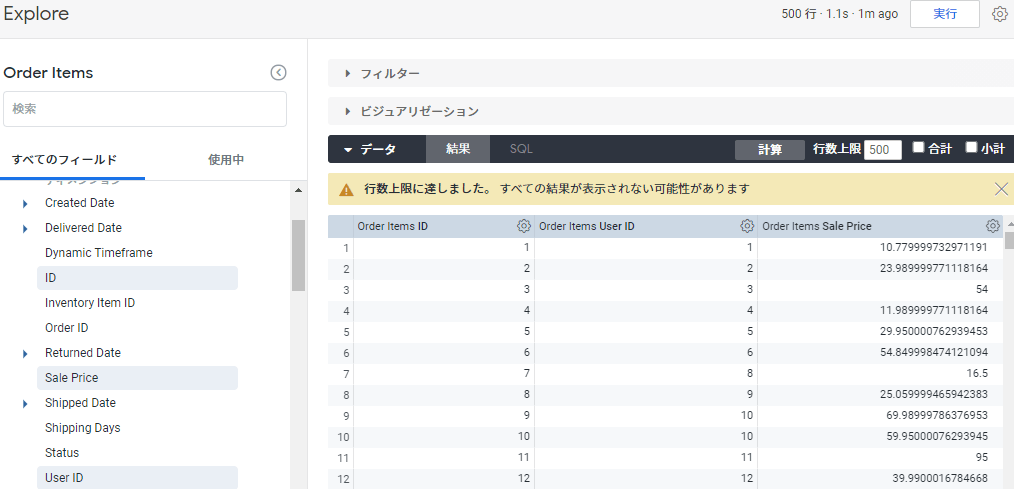 Explore
500 行 · 1.1s · 1m ago
実行
Order Items
検索
すべてのフィールド
使用中
ディメンション
Created Date
Delivered Date
Dynamic Timeframe
ID
Inventory Item ID
Order ID
Returned Date
Sale Price
Shipped Date
Shipping Days
Status
User ID
フィルター
ビジュアリゼーション
データ 結果 SQL 計算 行数上限 500 合計 小計
行数上限に達しました。 すべての結果が表示されない可能性があります
Order Items ID Order Items User ID Order Items Sale Price
1 1 1 10.779999732971191
2 2 2 23.989999771118164
3 3 3 54
4 4 4 11.989999771118164
5 5 5 29.950000762939453
6 6 6 54.849998474121094
7 7 8 16.5
8 8 9 25.059999465942383
9 9 10 69.98999786376953
10 10 10 59.95000076293945
11 11 11 95
12 12 12 39.9900016784668